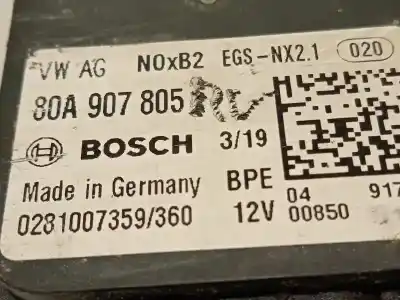 VW AG NOxB2 EGS-NX2.1 020
80A 907 805 RV
BOSCH 3/19
Made in Germany BPE 04 917
0281007359/360 12V 00850